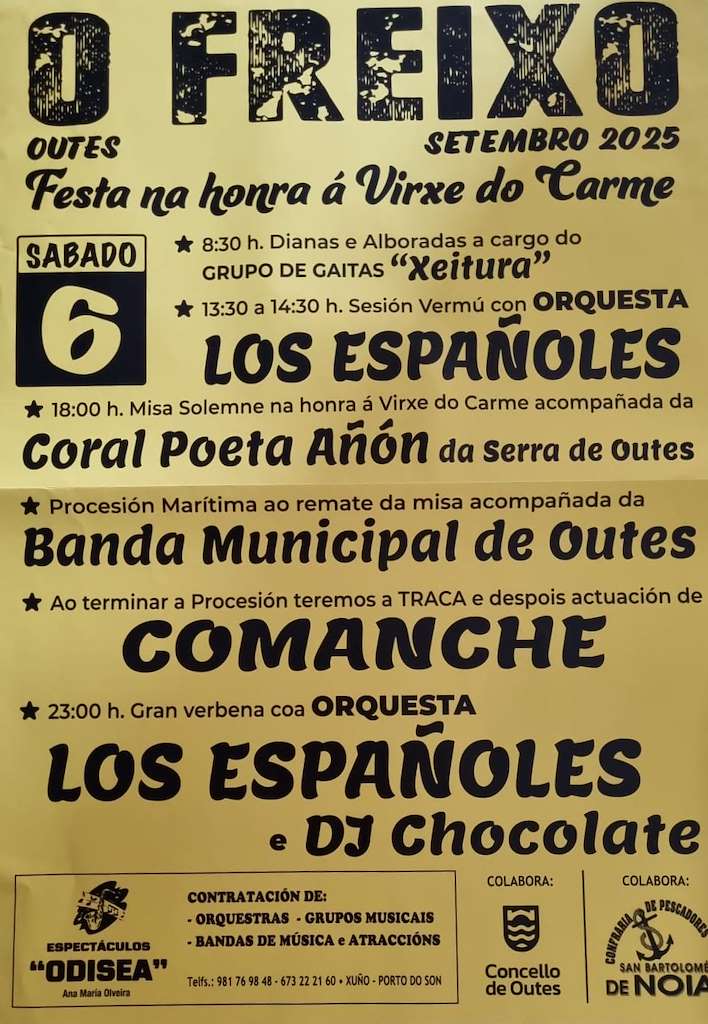 O FREIXO
OUTES
SETEMBRO 2025
Festa na honra á Virxe do Carme
SABADO
6
★ 8:30 h. Dianas e Alboradas a cargo do
GRUPO DE GAITAS “Xeitura”
★ 13:30 a 14:30 h. Sesión Vermú con ORQUESTA
LOS ESPAÑOLES
★ 18:00 h. Misa Solemne na honra á Virxe do Carme acompañada da
Coral Poeta Añón da Serra de Outes
★ Procesión Marítima ao remate da misa acompañada da
Banda Municipal de Outes
★ Ao terminar a Procesión teremos a TRACA e despois actuación de
COMANCHE
★ 23:00 h. Gran verbena coa ORQUESTA
LOS ESPAÑOLES
e DJ Chocolate
ESPECTÁCULOS
“ODISEA”
Ana María Olveira
CONTRATACIÓN DE:
- ORQUESTRAS - GRUPOS MUSICAIS
- BANDAS DE MÚSICA e ATRACCIÓNS
Telfs.: 981 76 98 48 - 673 22 21 60 • XUÑO - PORTO DO SON
COLABORA:
Concello
de Outes
COLABORA:
CONFRARIA DE PESCADORES
SAN BARTOLOMÉ
DE NOIA